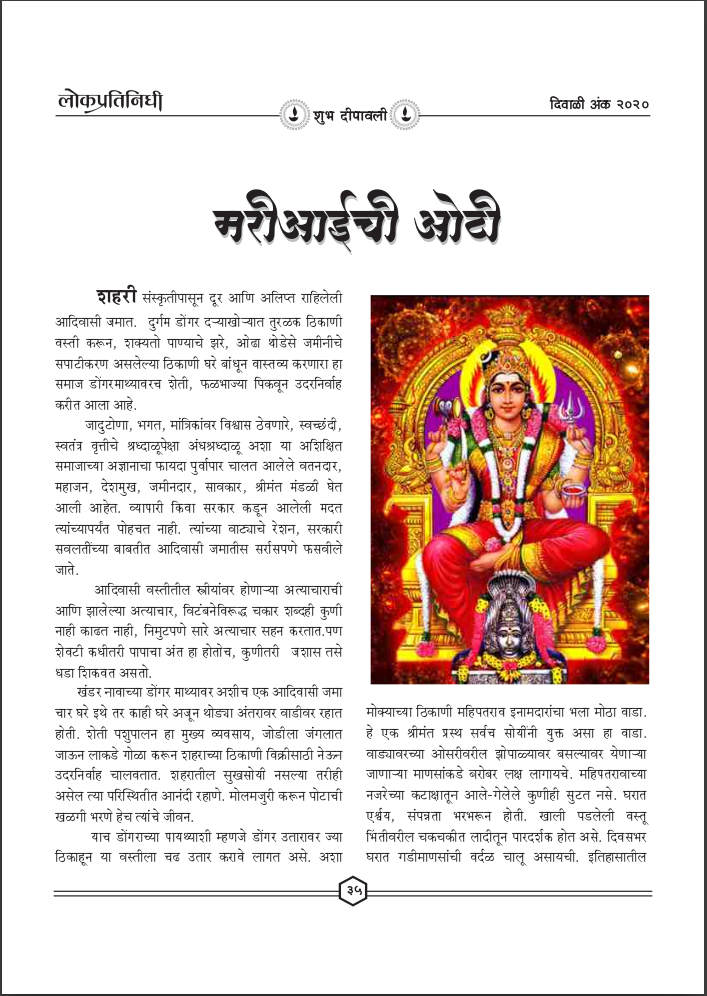 लोकप्रतिनिधी
शुभ दीपावली
दिवाळी अंक २०२०
मरीआईची ओटी
शहरी संस्कृतीपासून दूर आणि अलिप्त राहिलेली
आदिवासी जमात. दुर्गम डोंगर दऱ्याखोऱ्यात तुरळक ठिकाणी
वस्ती करून, शक्यतो पाण्याचे झरे, ओढा थोडेसे जमीनीचे
सपाटीकरण असलेल्या ठिकाणी घरे बांधून वास्तव्य करणारा हा
समाज डोंगरमाथ्यावरच शेती, फळभाज्या पिकवून उदरनिर्वाह
करीत आला आहे.
जादुटोणा, भगत, मांत्रिकांवर विश्वास ठेवणारे, स्वच्छंदी,
स्वतंत्र वृत्तीचे श्रध्दाळूपेक्षा अंधश्रध्दाळू अशा या अशिक्षित
समाजाच्या अज्ञानाचा फायदा पुर्वापार चालत आलेले वतनदार,
महाजन, देशमुख, जमीनदार, सावकार, श्रीमंत मंडळी घेत
आली आहेत. व्यापारी किवा सरकार कडून आलेली मदत
त्यांच्यापर्यंत पोहचत नाही. त्यांच्या वाट्याचे रेशन, सरकारी
सवलतींच्या बाबतीत आदिवासी जमातीस सर्रासपणे फसवीले
जाते.
आदिवासी वस्तीतील स्त्रीयांवर होणाऱ्या अत्याचाराची
आणि झालेल्या अत्याचार, विटंबनेविरूद्ध चकार शब्दही कुणी
नाही काढत नाही, निमुटपणे सारे अत्याचार सहन करतात.पण
शेवटी कधीतरी पापाचा अंत हा होतोच, कुणीतरी जशास तसे
धडा शिकवत असतो.
खंडर नावाच्या डोंगर माथ्यावर अशीच एक आदिवासी जमा
चार घरे इथे तर काही घरे अजून थोड्या अंतरावर वाडीवर रहात
होती. शेती पशुपालन हा मुख्य व्यवसाय, जोडीला जंगलात
जाऊन लाकडे गोळा करून शहराच्या ठिकाणी विक्रीसाठी नेऊन
उदरनिर्वाह चालवतात. शहरातील सुखसोयी नसल्या तरीही
असेल त्या परिस्थितीत आनंदी रहाणे. मोलमजुरी करून पोटाची
खळगी भरणे हेच त्यांचे जीवन.
याच डोंगराच्या पायथ्याशी म्हणजे डोंगर उतारावर ज्या
ठिकाहून या वस्तीला चढ उतार करावे लागत असे. अशा
मोक्याच्या ठिकाणी महिपतराव इनामदारांचा भला मोठा वाडा.
हे एक श्रीमंत प्रस्थ सर्वच सोयींनी युक्त असा हा वाडा.
वाड्यावरच्या ओसरीवरील झोपाळ्यावर बसल्यावर येणाऱ्या
जाणाऱ्या माणसांकडे बरोबर लक्ष लागायचे. महिपतरावाच्या
नजरेच्या कटाक्षातून आले-गेलेले कुणीही सुटत नसे. घरात
एर्श्वय, संपन्नता भरभरून होती. खाली पडलेली वस्तू
भिंतीवरील चकचकीत लादीतून पारदर्शक होत असे. दिवसभर
घरात गडीमाणसांची वर्दळ चालू असायची. इतिहासातील
३५